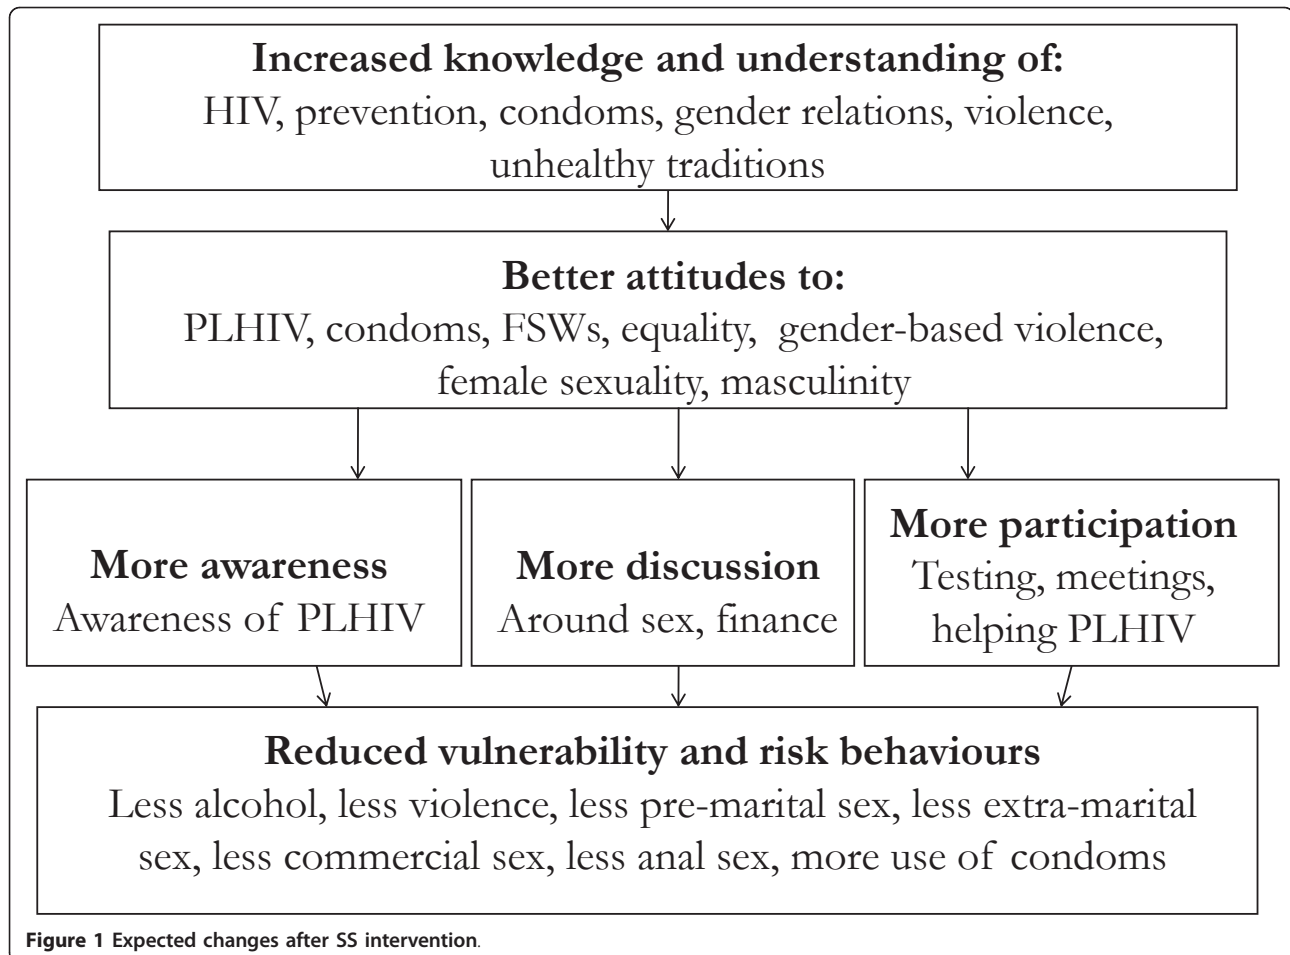 Increased knowledge and understanding of:
HIV, prevention, condoms, gender relations, violence,
unhealthy traditions
Better attitudes to:
PLHIV, condoms, FSWs, equality, gender-based violence,
female sexuality, masculinity
More awareness
Awareness of PLHIV
More discussion
Around sex, finance
More participation
Testing, meetings,
helping PLHIV
Reduced vulnerability and risk behaviours
Less alcohol, less violence, less pre-marital sex, less extra-marital
sex, less commercial sex, less anal sex, more use of condoms
Figure 1 Expected changes after SS intervention.